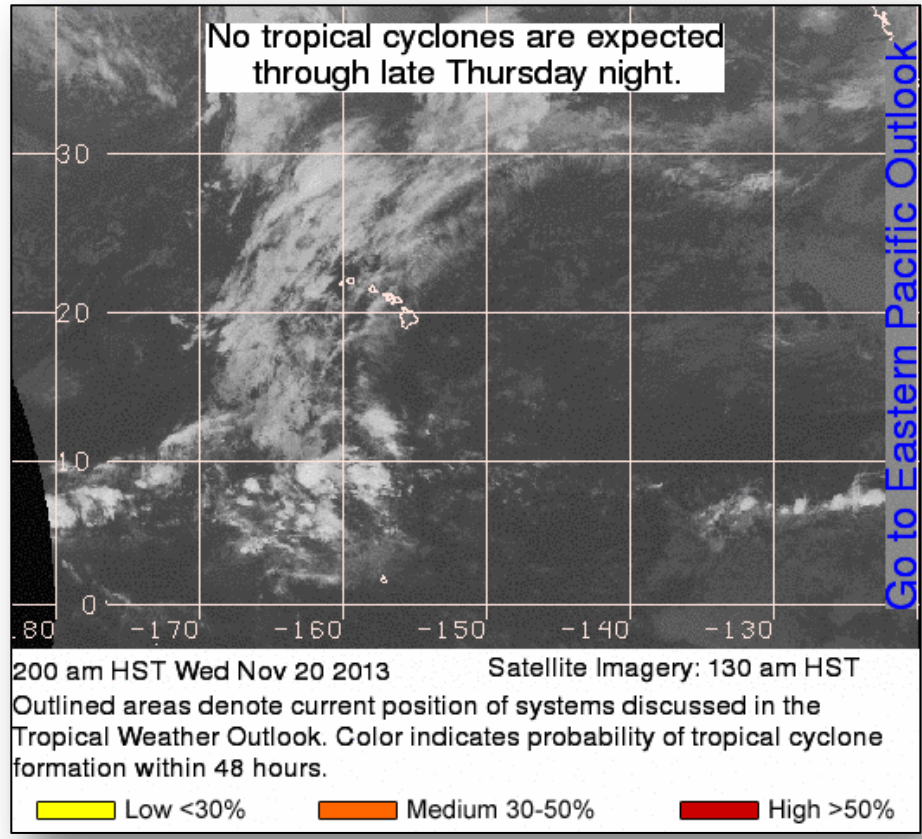 No tropical cyclones are expected
through late Thursday night.
Go to Eastern Pacific Outlook
30
20
10
0
.80 -170 -160 -150 -140 -130
200 am HST Wed Nov 20 2013 Satellite Imagery: 130 am HST
Outlined areas denote current position of systems discussed in the
Tropical Weather Outlook. Color indicates probability of tropical cyclone
formation within 48 hours.
Low <30% Medium 30-50% High >50%